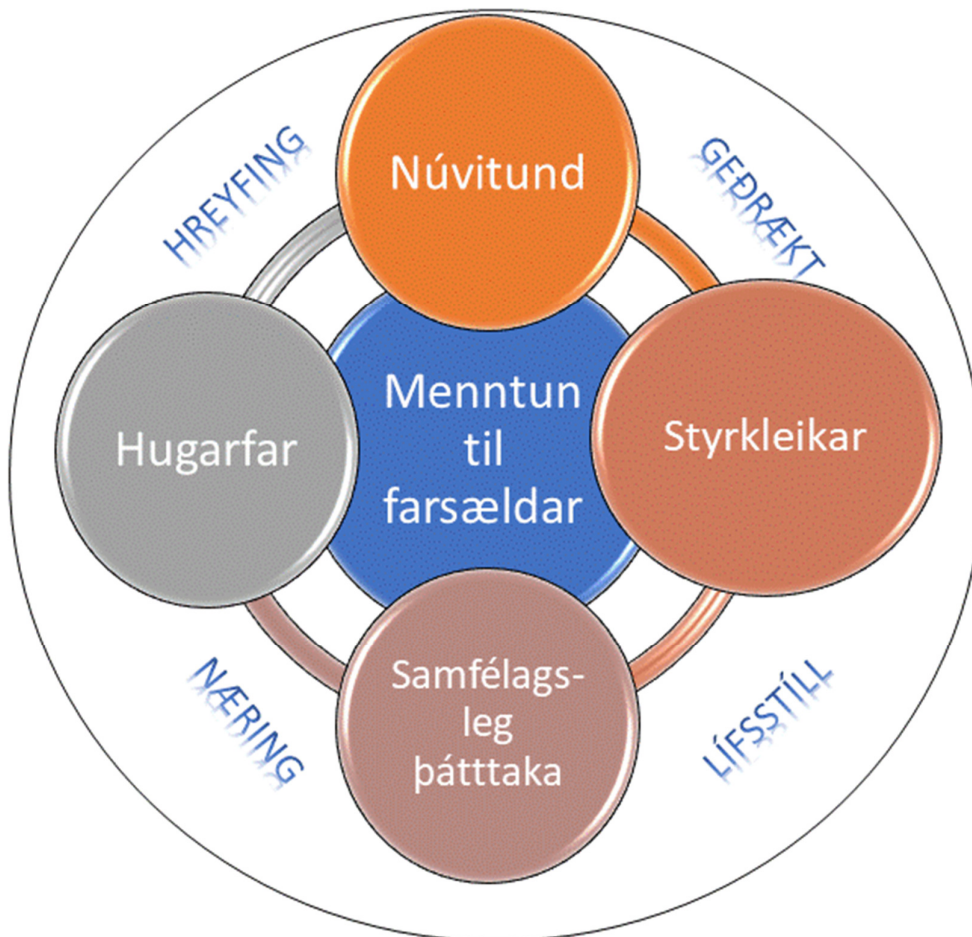 Núvitund
HREYFING
GEÐRÆKT
Menntun
til
farsældar
Hugarfar
Styrkleikar
Samfélags-
leg
þátttaka
NÆRING
LÍFSSTÍLL